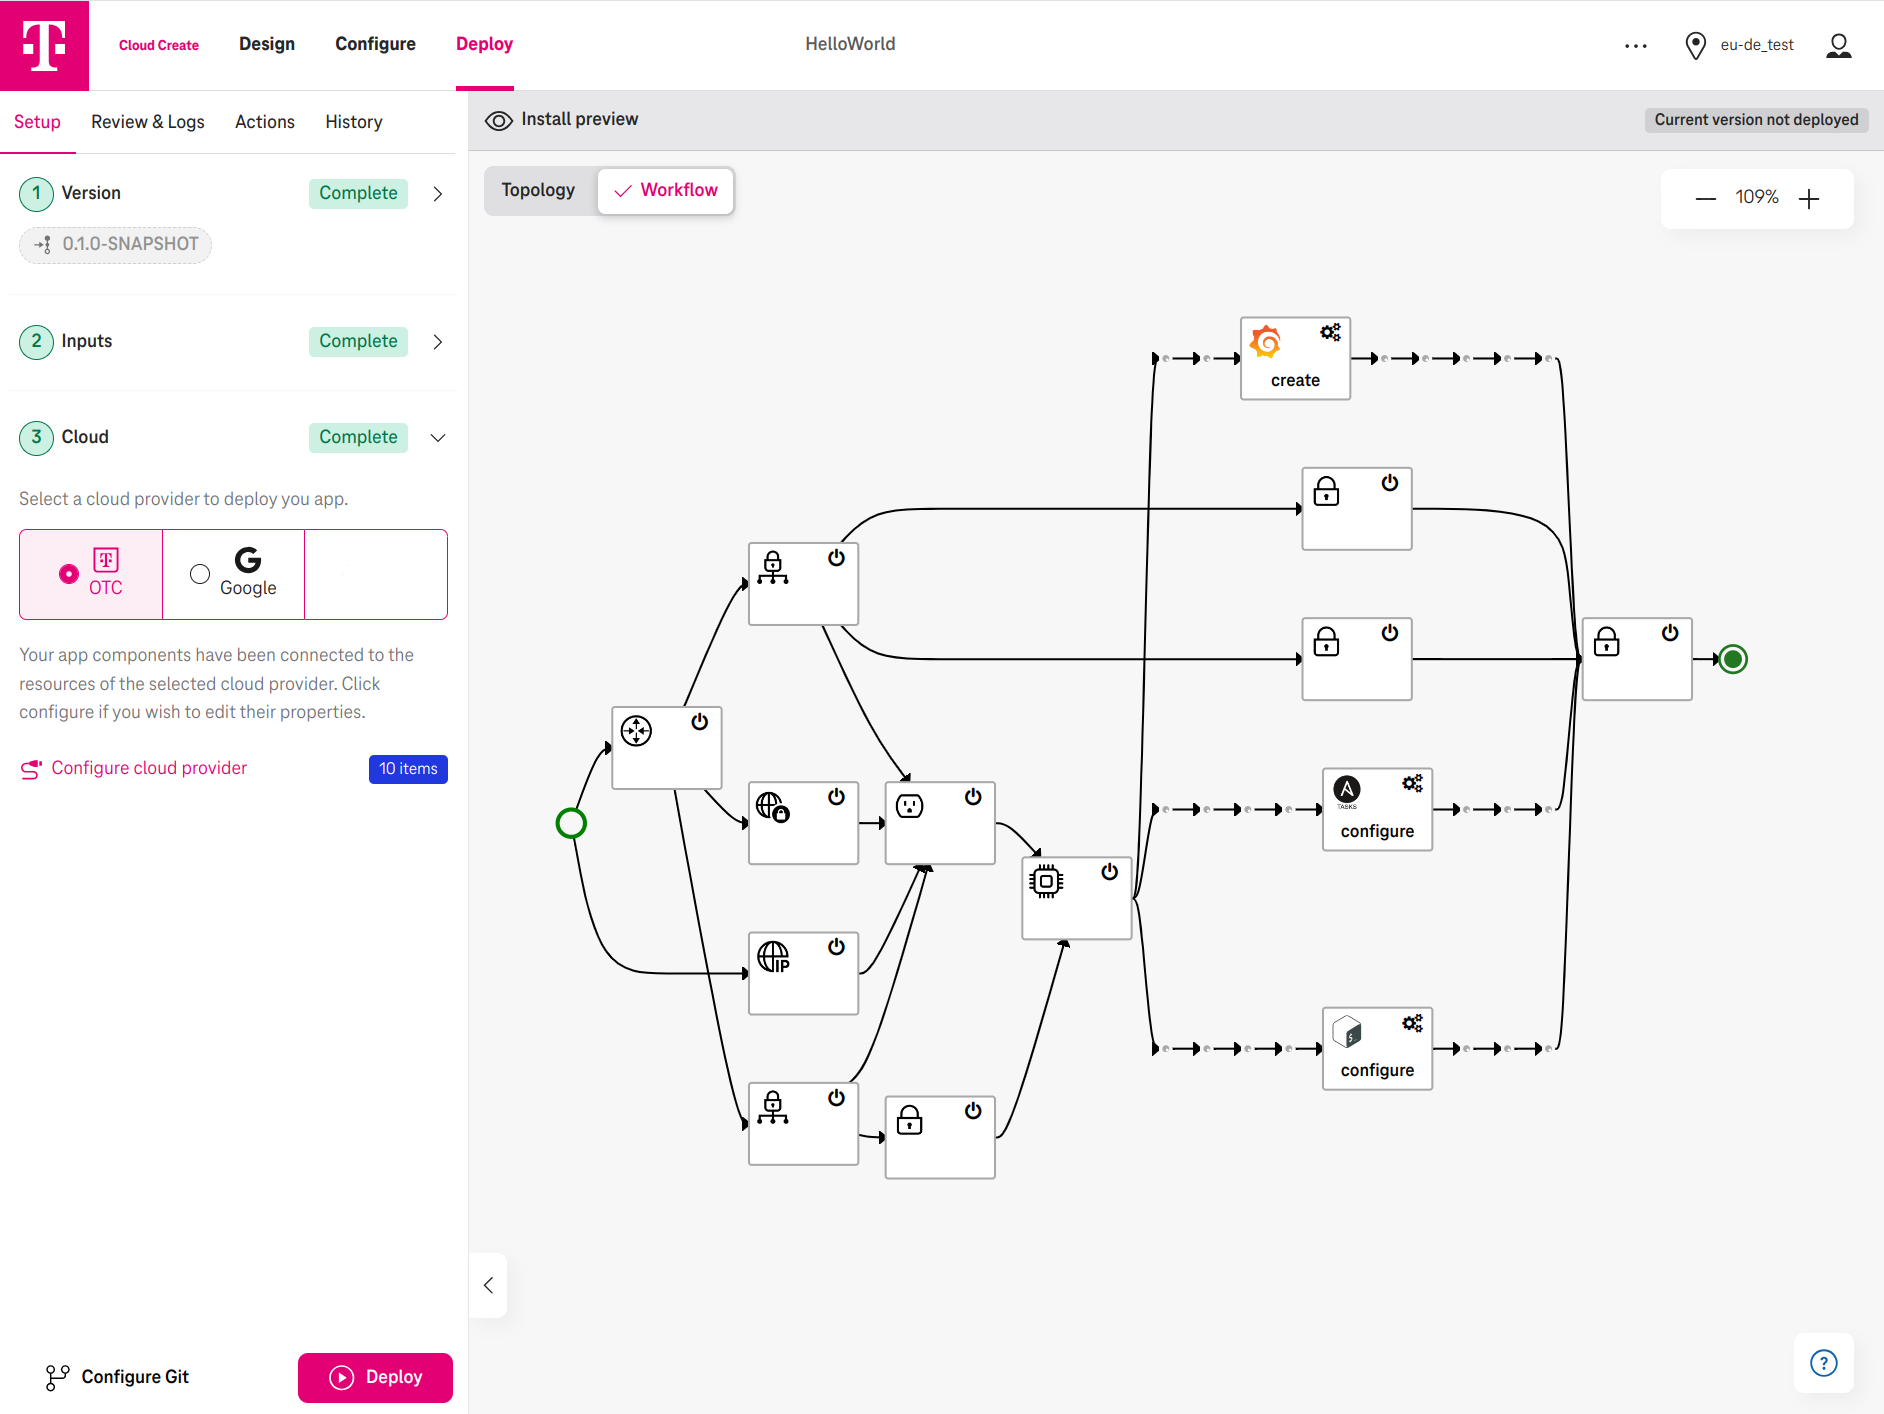 T
Cloud Create
Design
Configure
Deploy
HelloWorld
eu-de_test
Setup
Review & Logs
Actions
History
Install preview
Current version not deployed
1
Version
Complete
0.1.0-SNAPSHOT
Topology
Workflow
109%
2
Inputs
Complete
3
Cloud
Complete
Select a cloud provider to deploy you app.
T
OTC
G
Google
Your app components have been connected to the
resources of the selected cloud provider. Click
configure if you wish to edit their properties.
Configure cloud provider
10 items
create
A
TASKS
configure
IP
$_
configure
Configure Git
Deploy
?